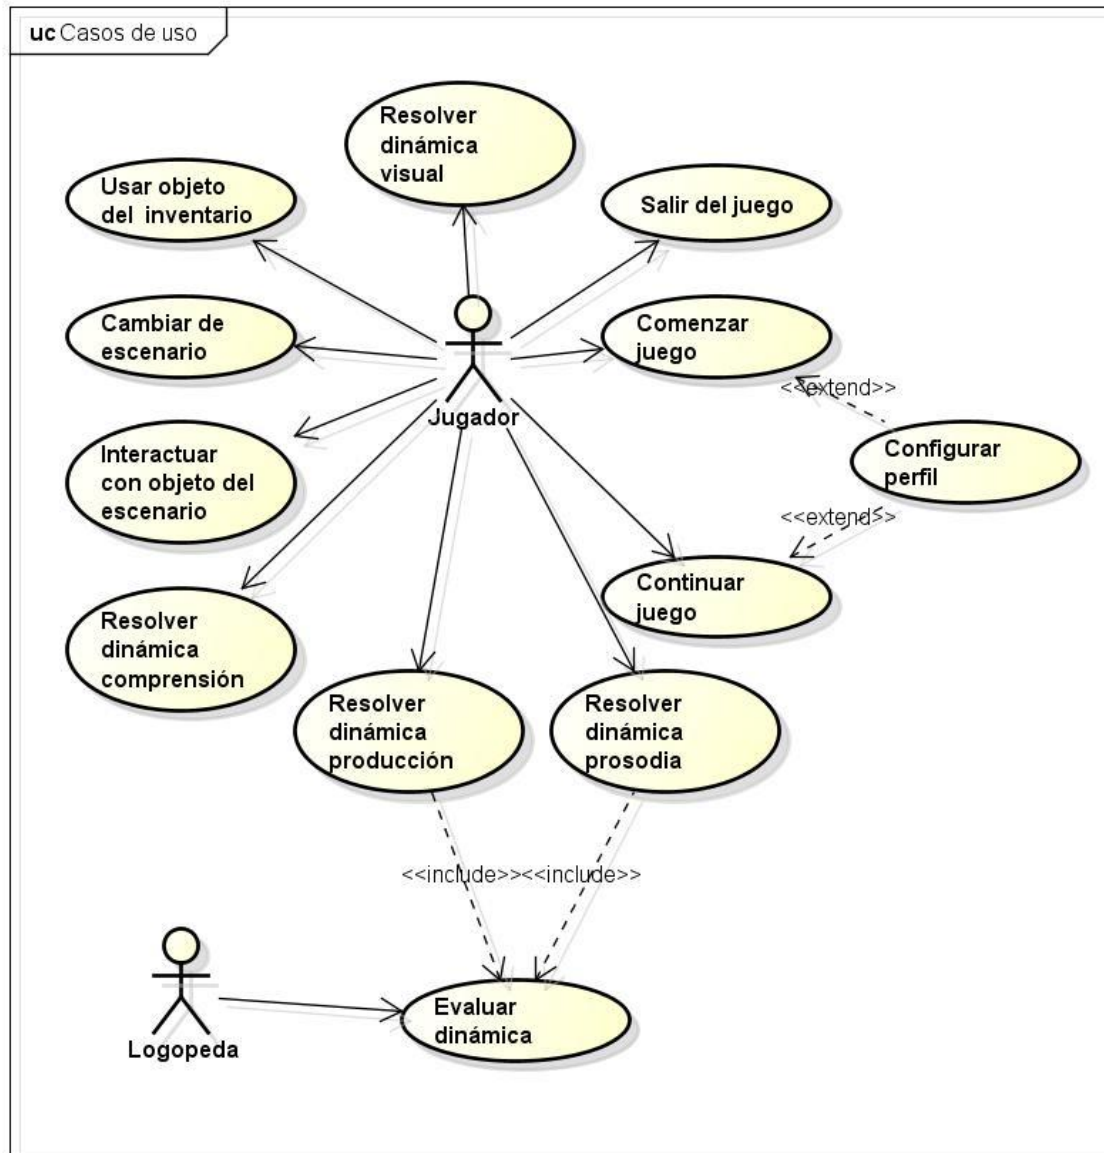 uc Casos de uso
Resolver
dinámica
visual
Usar objeto
del inventario
Salir del juego
Cambiar de
escenario
Comenzar
juego
<<extend>>
Jugador
Interactuar
con objeto del
escenario
Configurar
perfil
<<extend>>
Continuar
juego
Resolver
dinámica
comprensión
Resolver
dinámica
producción
Resolver
dinámica
prosodia
<<include>>
<<include>>
Logopeda
Evaluar
dinámica